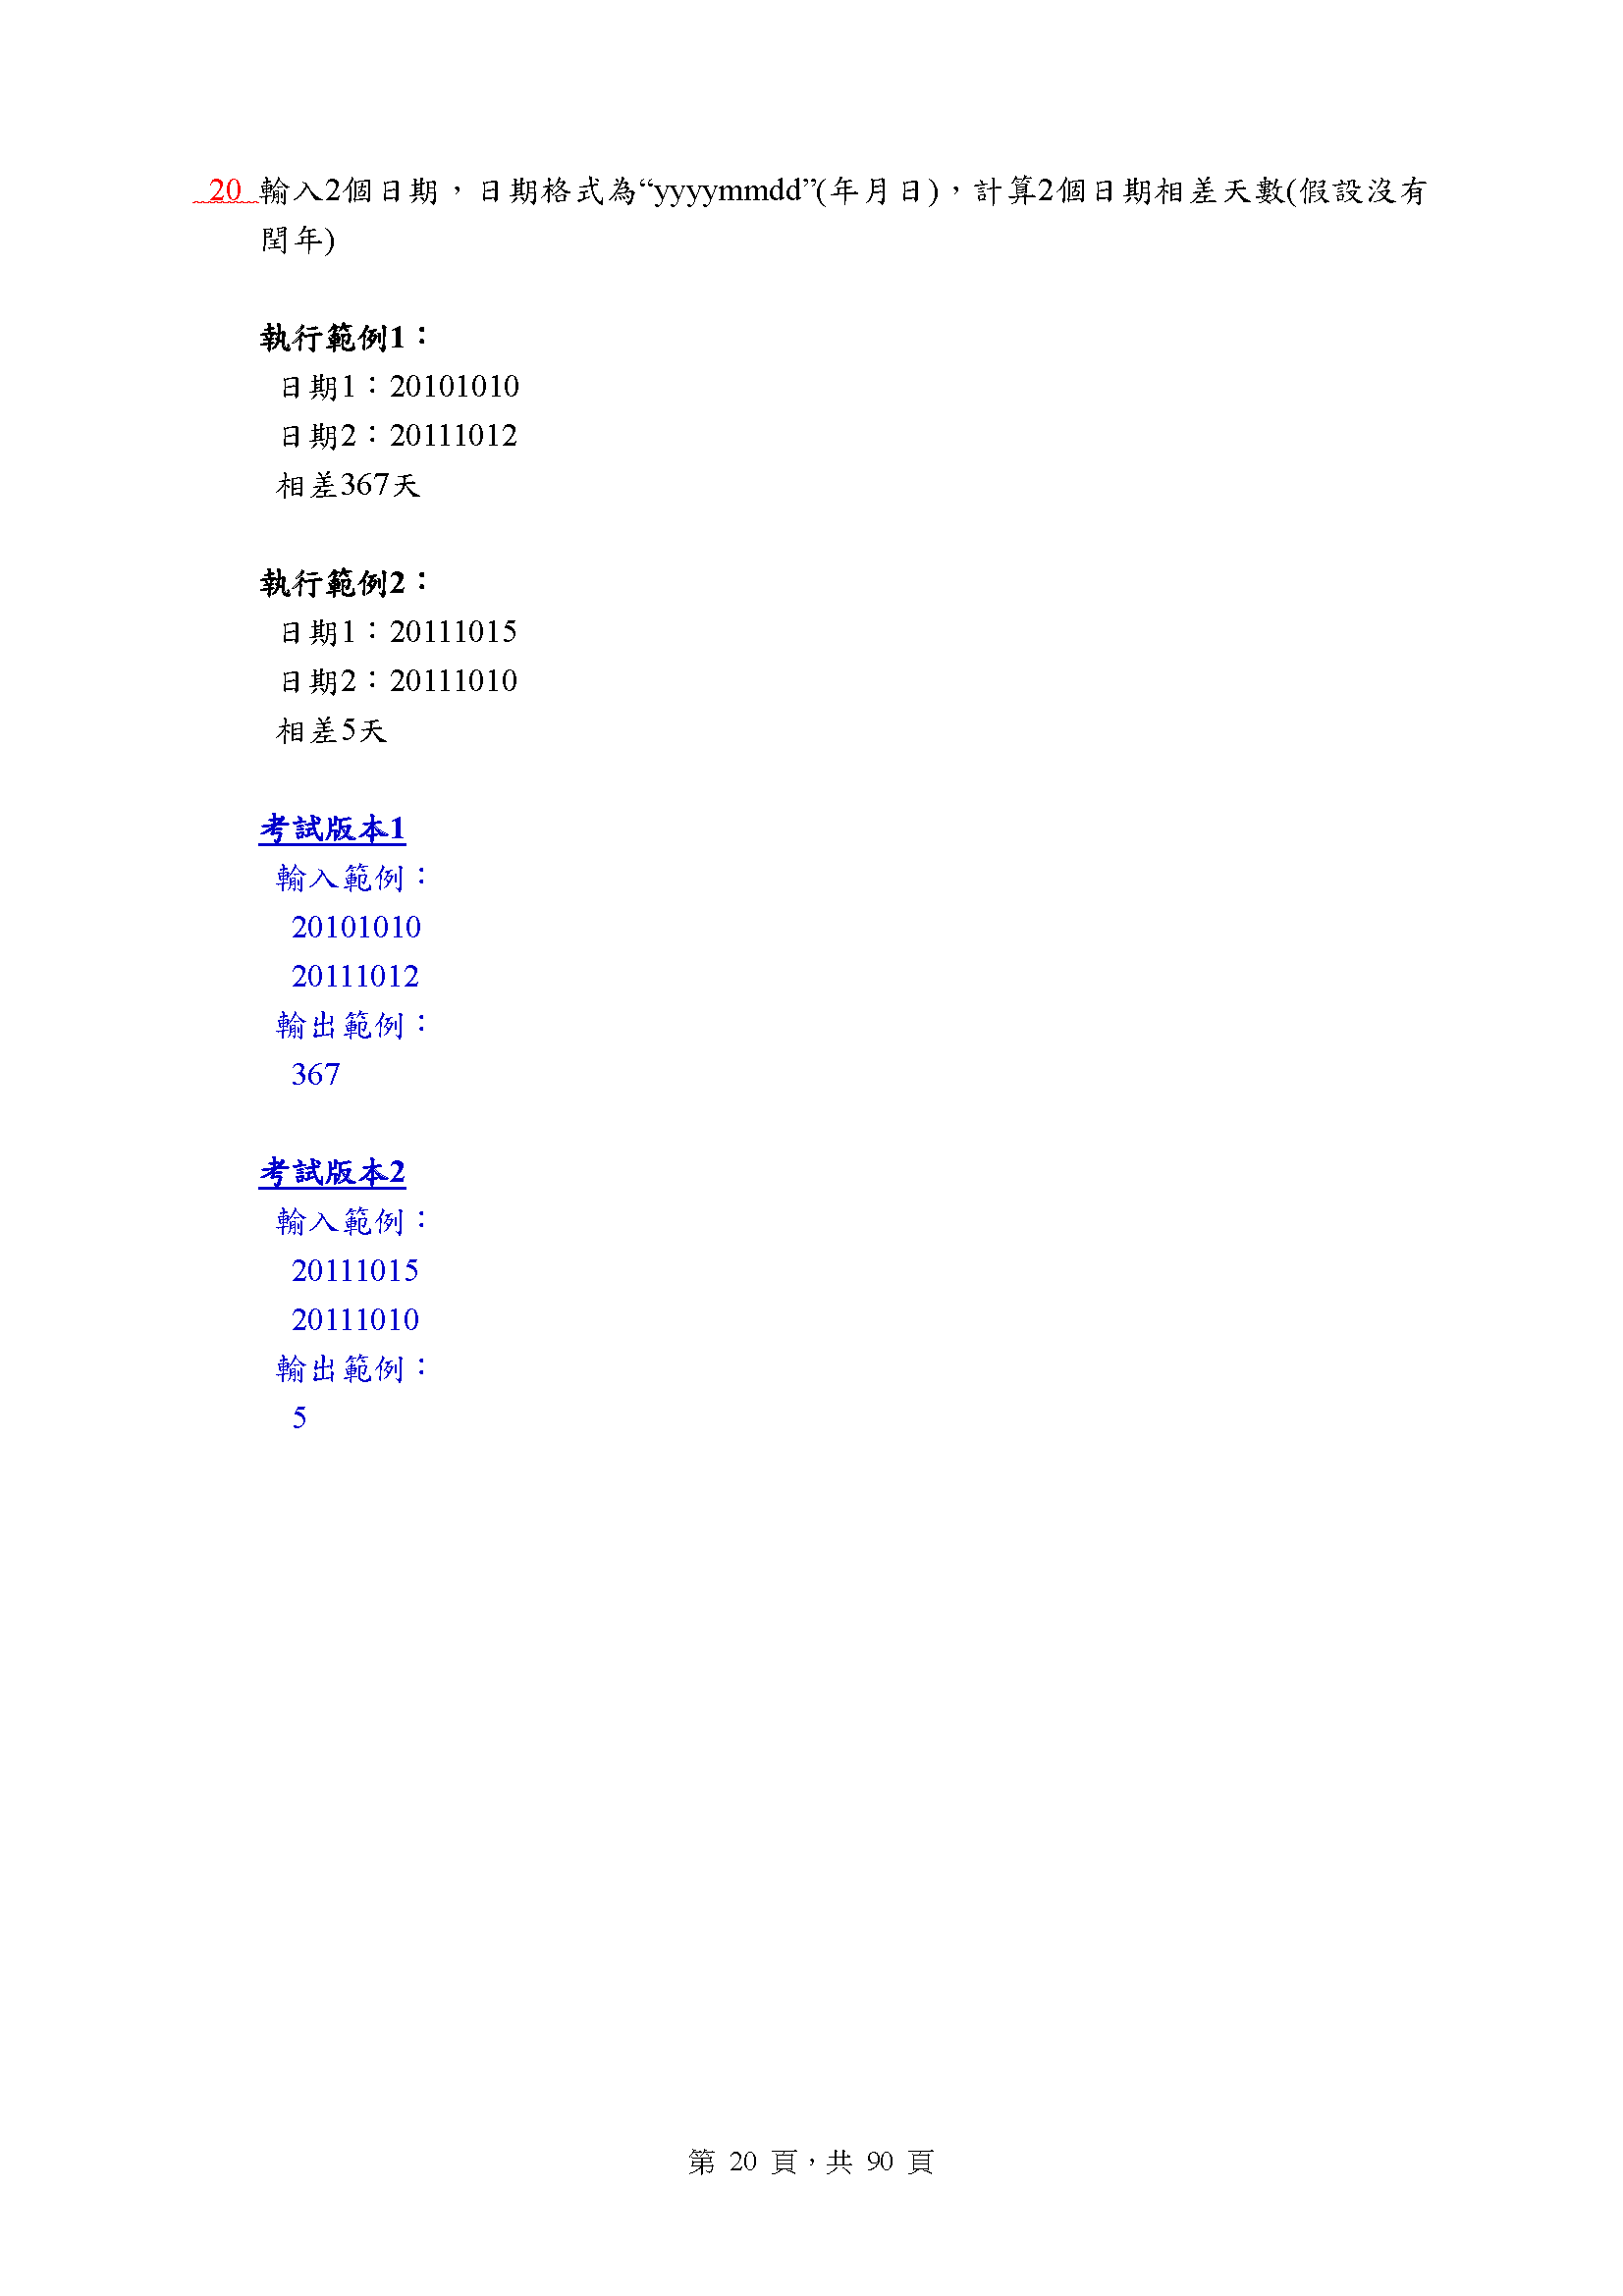 20 輸入2個日期，日期格式為“yyyymmdd”(年月日)，計算2個日期相差天數(假設沒有
閏年)
執行範例1：
日期1：20101010
日期2：20111012
相差367天
執行範例2：
日期1：20111015
日期2：20111010
相差5天
考試版本1
輸入範例：
20101010
20111012
輸出範例：
367
考試版本2
輸入範例：
20111015
20111010
輸出範例：
5
第 20 頁，共 90 頁